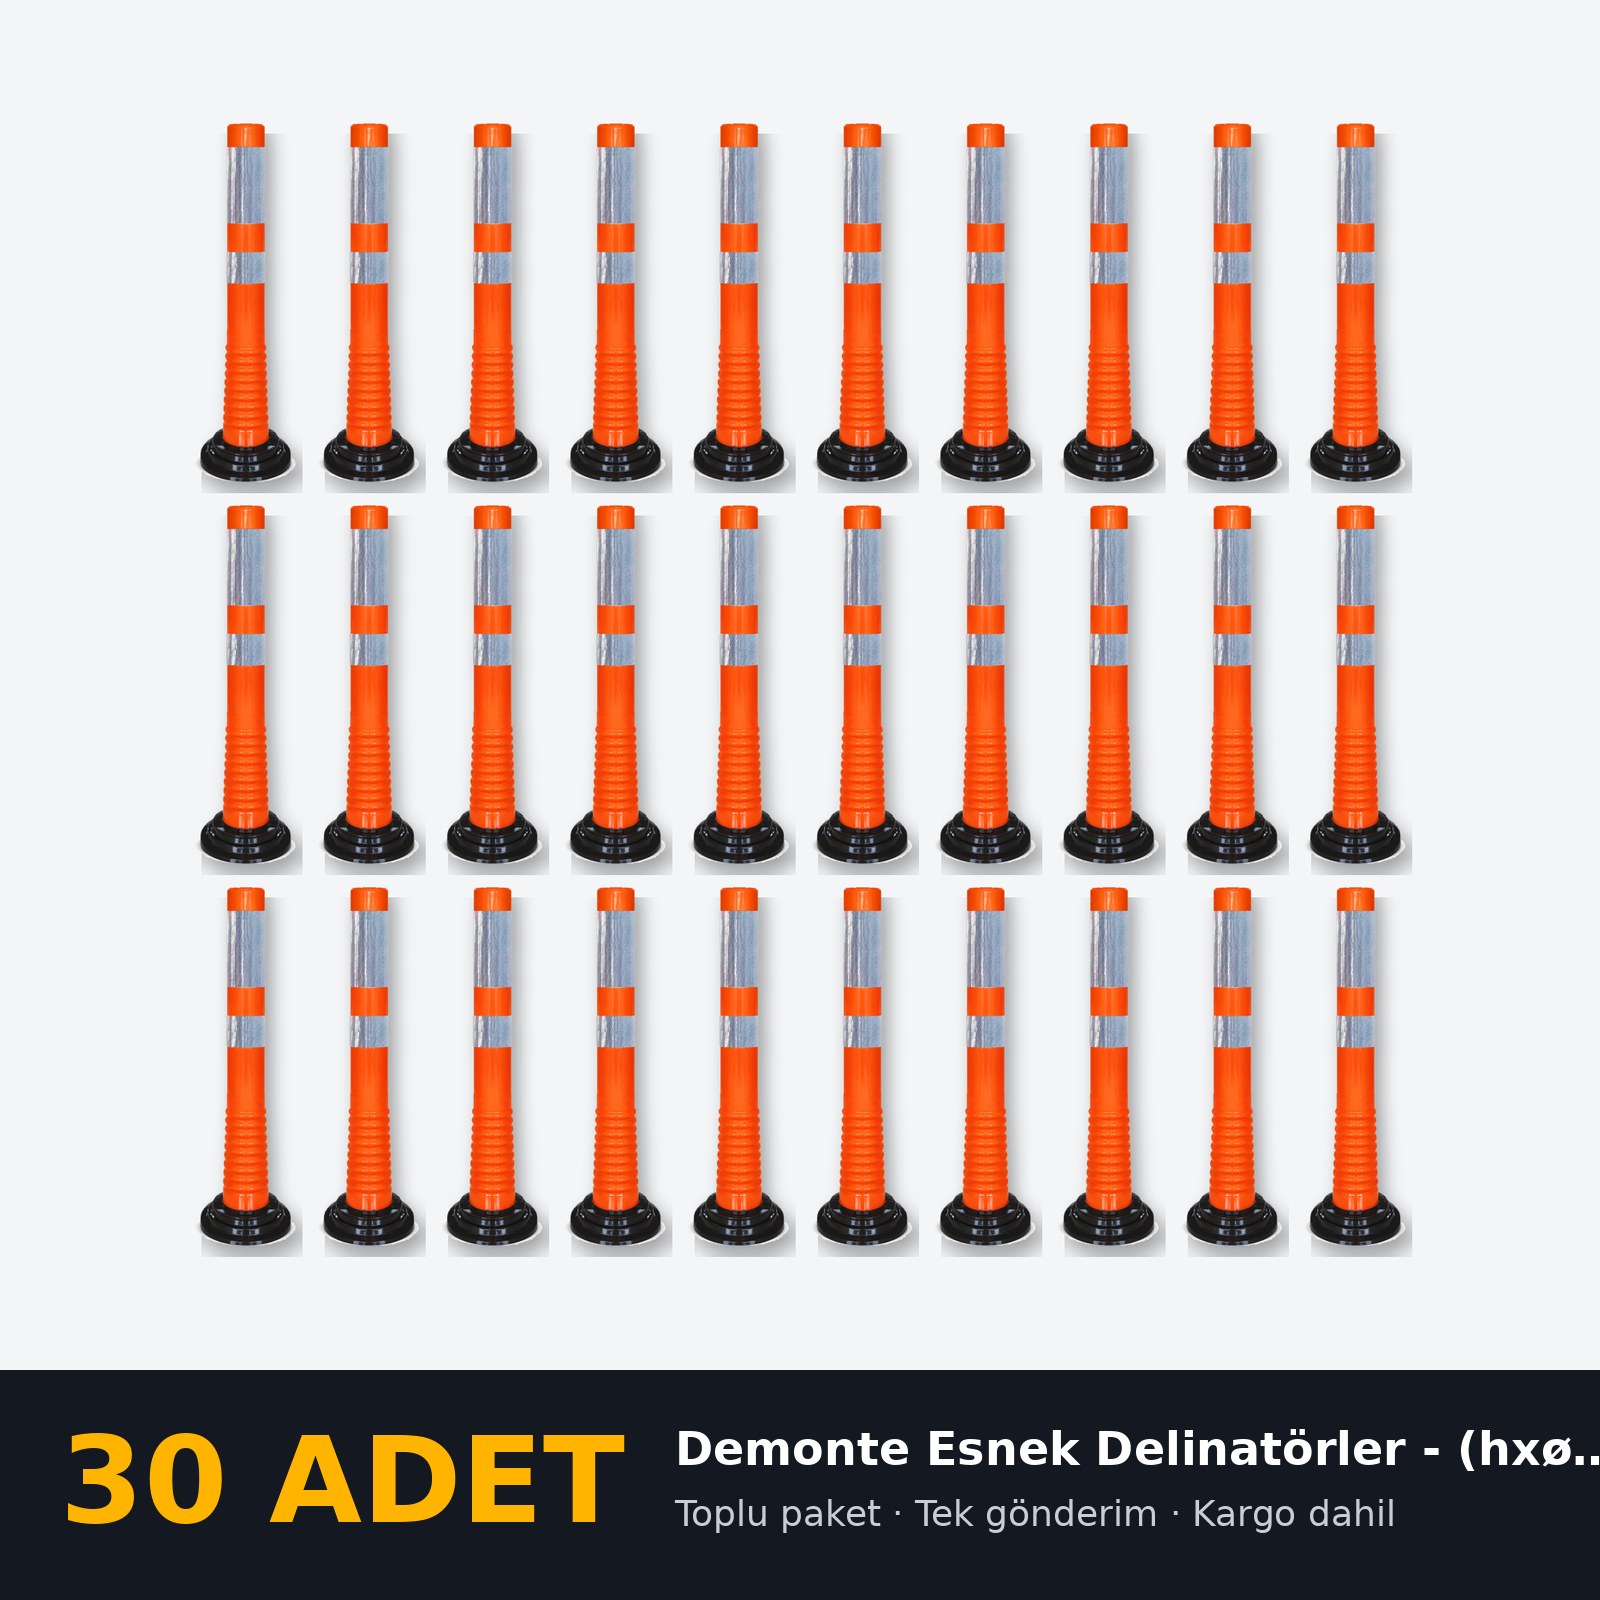 30 ADET
Demonte Esnek Delinatörler - (hxø..
Toplu paket · Tek gönderim · Kargo dahil